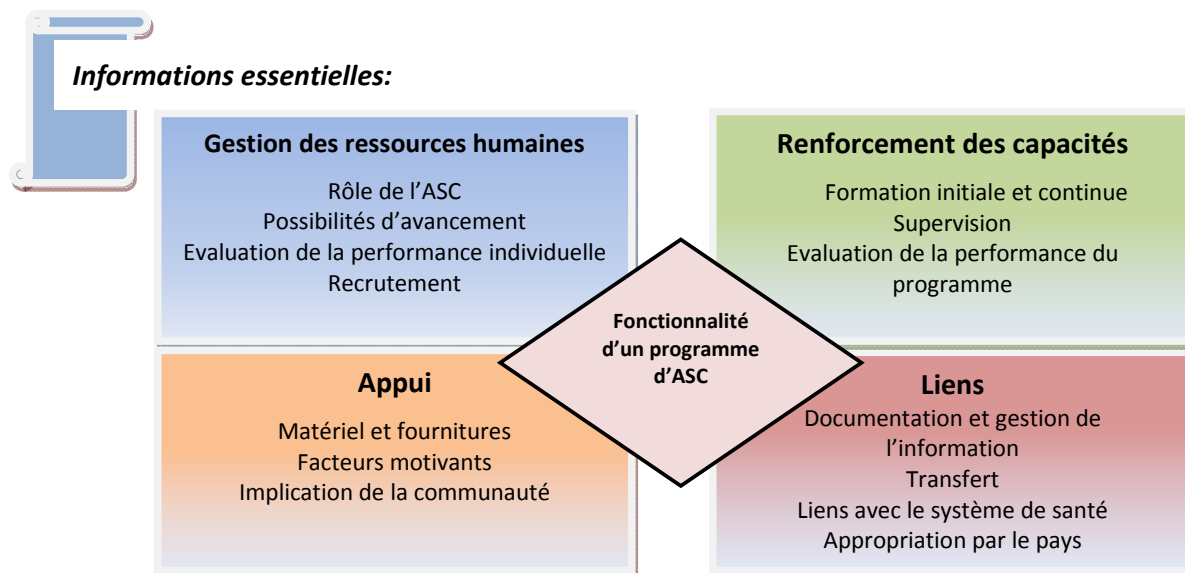 Informations essentielles:
Gestion des ressources humaines
Rôle de l’ASC
Possibilités d’avancement
Evaluation de la performance individuelle
Recrutement
Renforcement des capacités
Formation initiale et continue
Supervision
Evaluation de la performance du
programme
Fonctionnalité
d’un programme
d’ASC
Appui
Matériel et fournitures
Facteurs motivants
Implication de la communauté
Liens
Documentation et gestion de
l’information
Transfert
Liens avec le système de santé
Appropriation par le pays